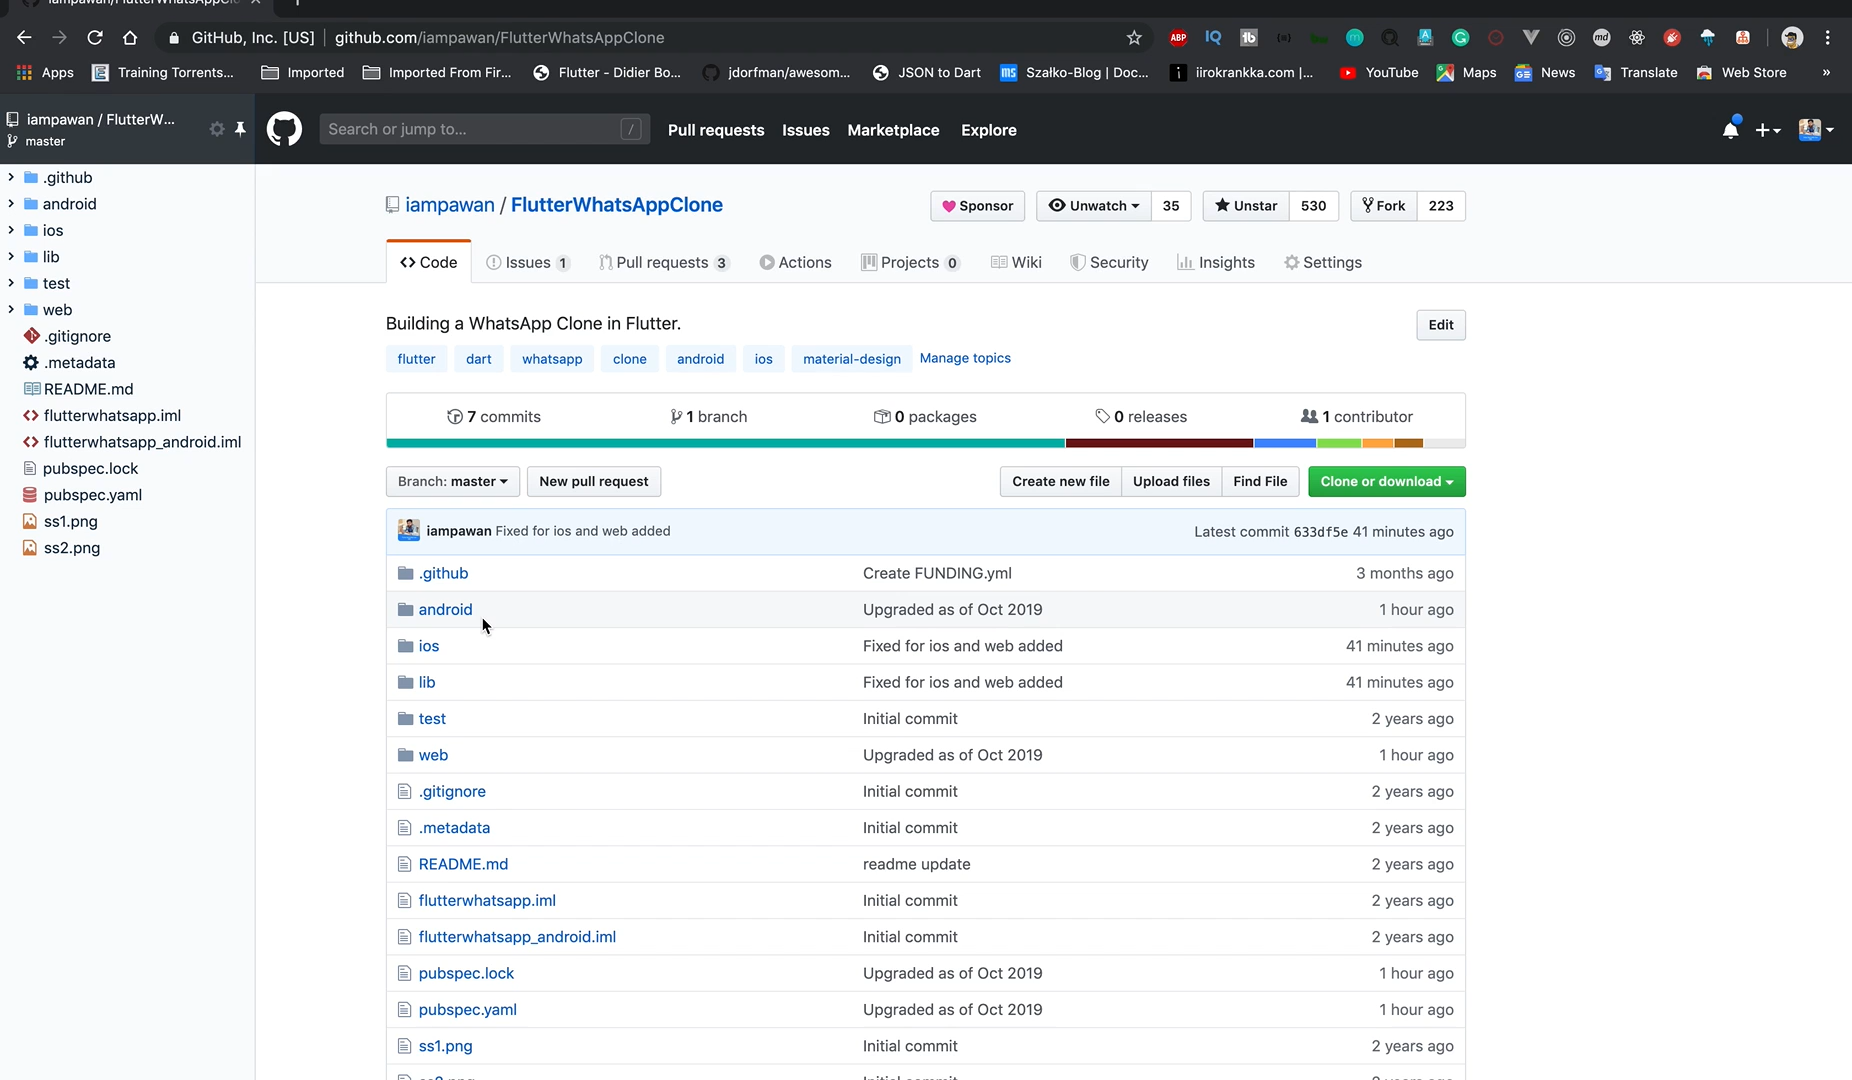 GitHub, Inc. [US] | github.com/iampawan/FlutterWhatsAppClone
Apps Training Torrents... Imported Imported From Fir... Flutter - Didier Bo... jdorfman/awesom... JSON to Dart Szałko-Blog | Doc... iirokrankka.com |... YouTube Maps News Translate Web Store »
iampawan / FlutterW...
master
Search or jump to... /
Pull requests Issues Marketplace Explore
.github
android
ios
lib
test
web
.gitignore
.metadata
README.md
flutterwhatsapp.iml
flutterwhatsapp_android.iml
pubspec.lock
pubspec.yaml
ss1.png
ss2.png
iampawan / FlutterWhatsAppClone
Sponsor Unwatch 35 Unstar 530 Fork 223
Code Issues 1 Pull requests 3 Actions Projects 0 Wiki Security Insights Settings
Building a WhatsApp Clone in Flutter.
Edit
flutter dart whatsapp clone android ios material-design Manage topics
7 commits 1 branch 0 packages 0 releases 1 contributor
Branch: master New pull request Create new file Upload files Find File Clone or download
iampawan Fixed for ios and web added Latest commit 633df5e 41 minutes ago
.github Create FUNDING.yml 3 months ago
android Upgraded as of Oct 2019 1 hour ago
ios Fixed for ios and web added 41 minutes ago
lib Fixed for ios and web added 41 minutes ago
test Initial commit 2 years ago
web Upgraded as of Oct 2019 1 hour ago
.gitignore Initial commit 2 years ago
.metadata Initial commit 2 years ago
README.md readme update 2 years ago
flutterwhatsapp.iml Initial commit 2 years ago
flutterwhatsapp_android.iml Initial commit 2 years ago
pubspec.lock Upgraded as of Oct 2019 1 hour ago
pubspec.yaml Upgraded as of Oct 2019 1 hour ago
ss1.png Initial commit 2 years ago